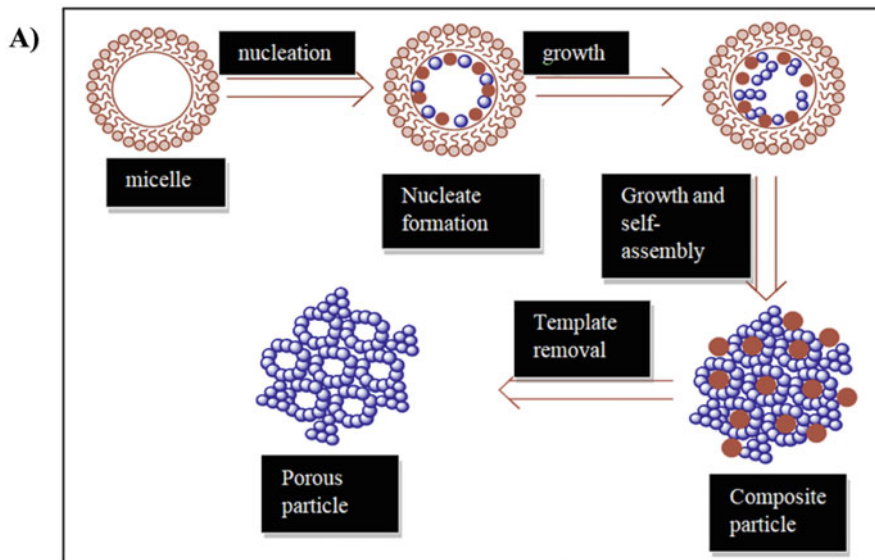 A)
nucleation
growth
micelle
Nucleate
formation
Growth and
self-
assembly
Template
removal
Porous
particle
Composite
particle